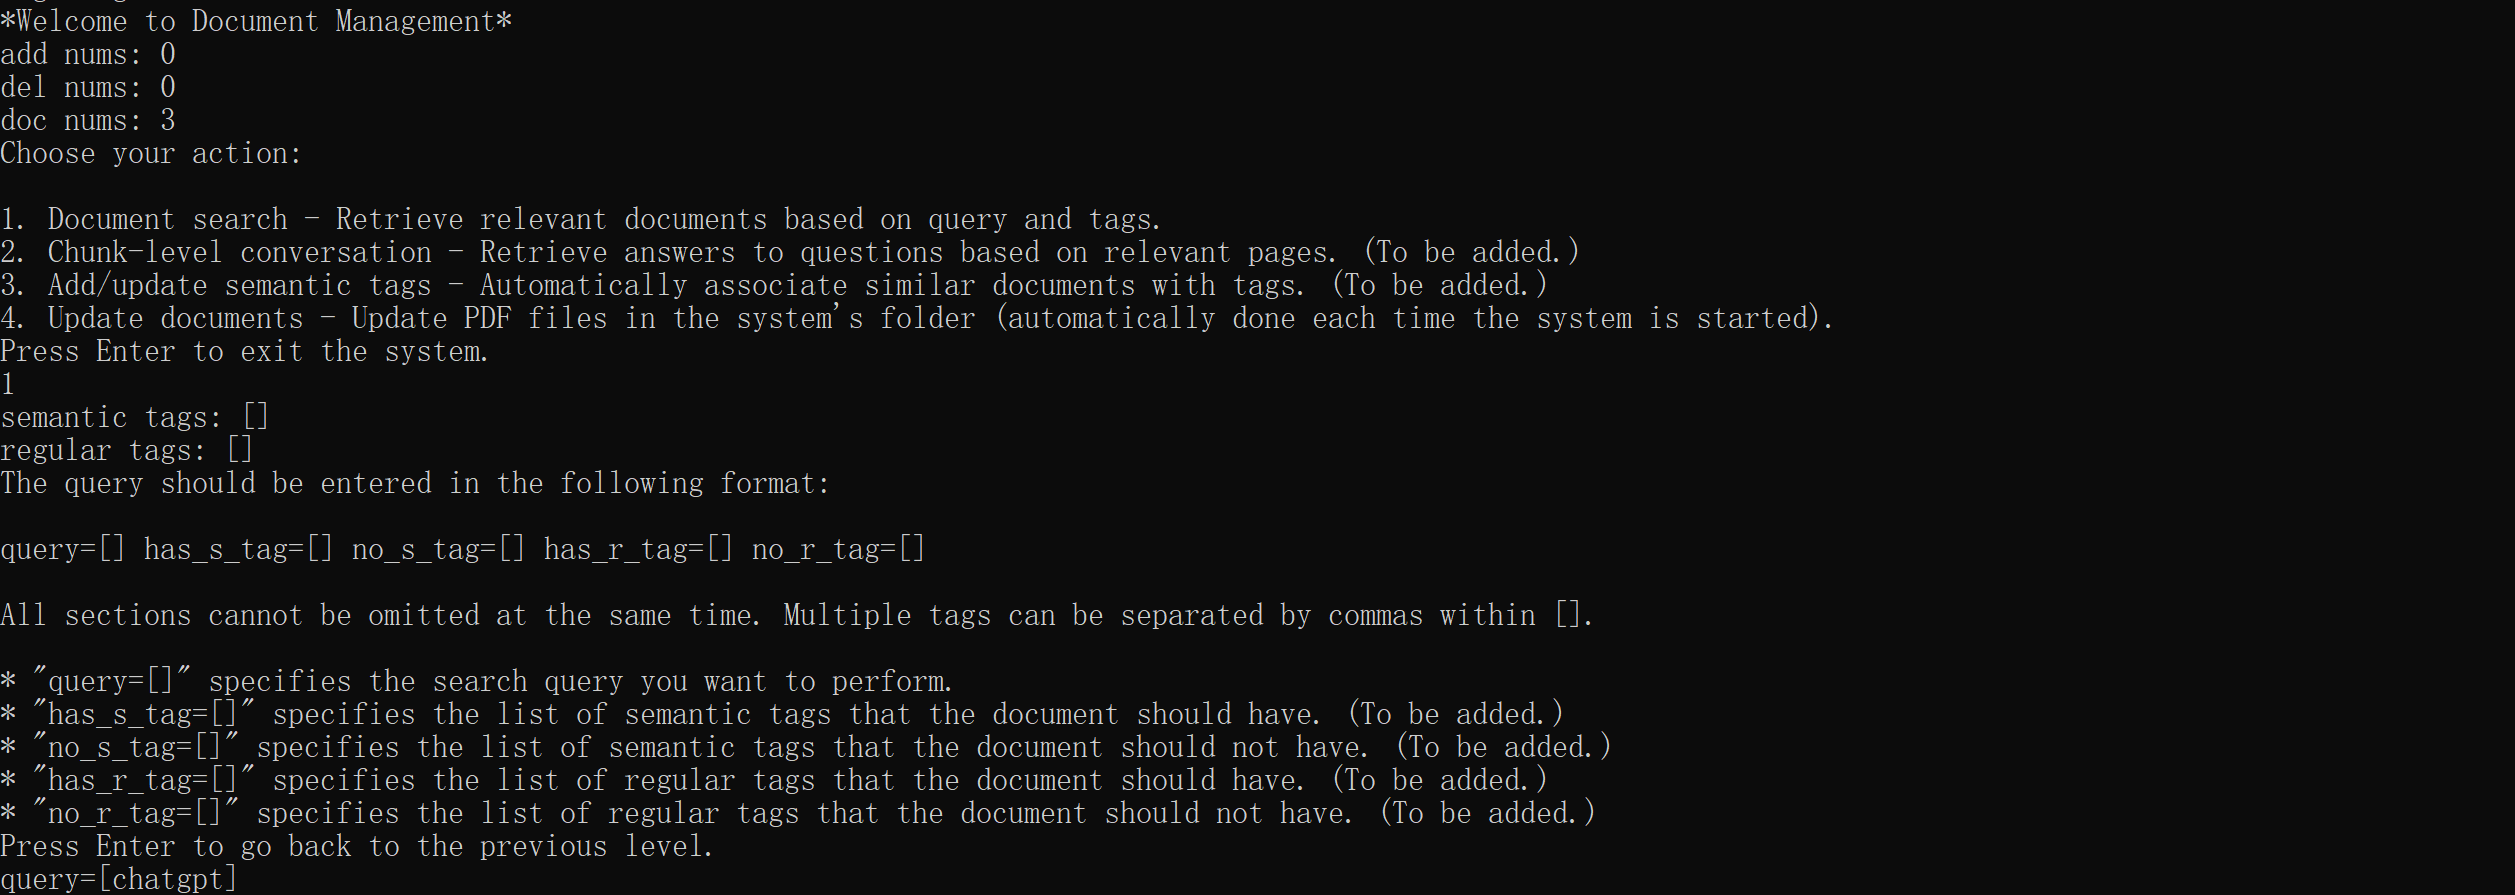 *Welcome to Document Management*
add nums: 0
del nums: 0
doc nums: 3
Choose your action:
1. Document search - Retrieve relevant documents based on query and tags.
2. Chunk-level conversation - Retrieve answers to questions based on relevant pages. (To be added.)
3. Add/update semantic tags - Automatically associate similar documents with tags. (To be added.)
4. Update documents - Update PDF files in the system's folder (automatically done each time the system is started).
Press Enter to exit the system.
1
semantic tags: []
regular tags: []
The query should be entered in the following format:
query=[] has_s_tag=[] no_s_tag=[] has_r_tag=[] no_r_tag=[]
All sections cannot be omitted at the same time. Multiple tags can be separated by commas within [].
* "query=[]" specifies the search query you want to perform.
* "has_s_tag=[]" specifies the list of semantic tags that the document should have. (To be added.)
* "no_s_tag=[]" specifies the list of semantic tags that the document should not have. (To be added.)
* "has_r_tag=[]" specifies the list of regular tags that the document should have. (To be added.)
* "no_r_tag=[]" specifies the list of regular tags that the document should not have. (To be added.)
Press Enter to go back to the previous level.
query=[chatgpt]